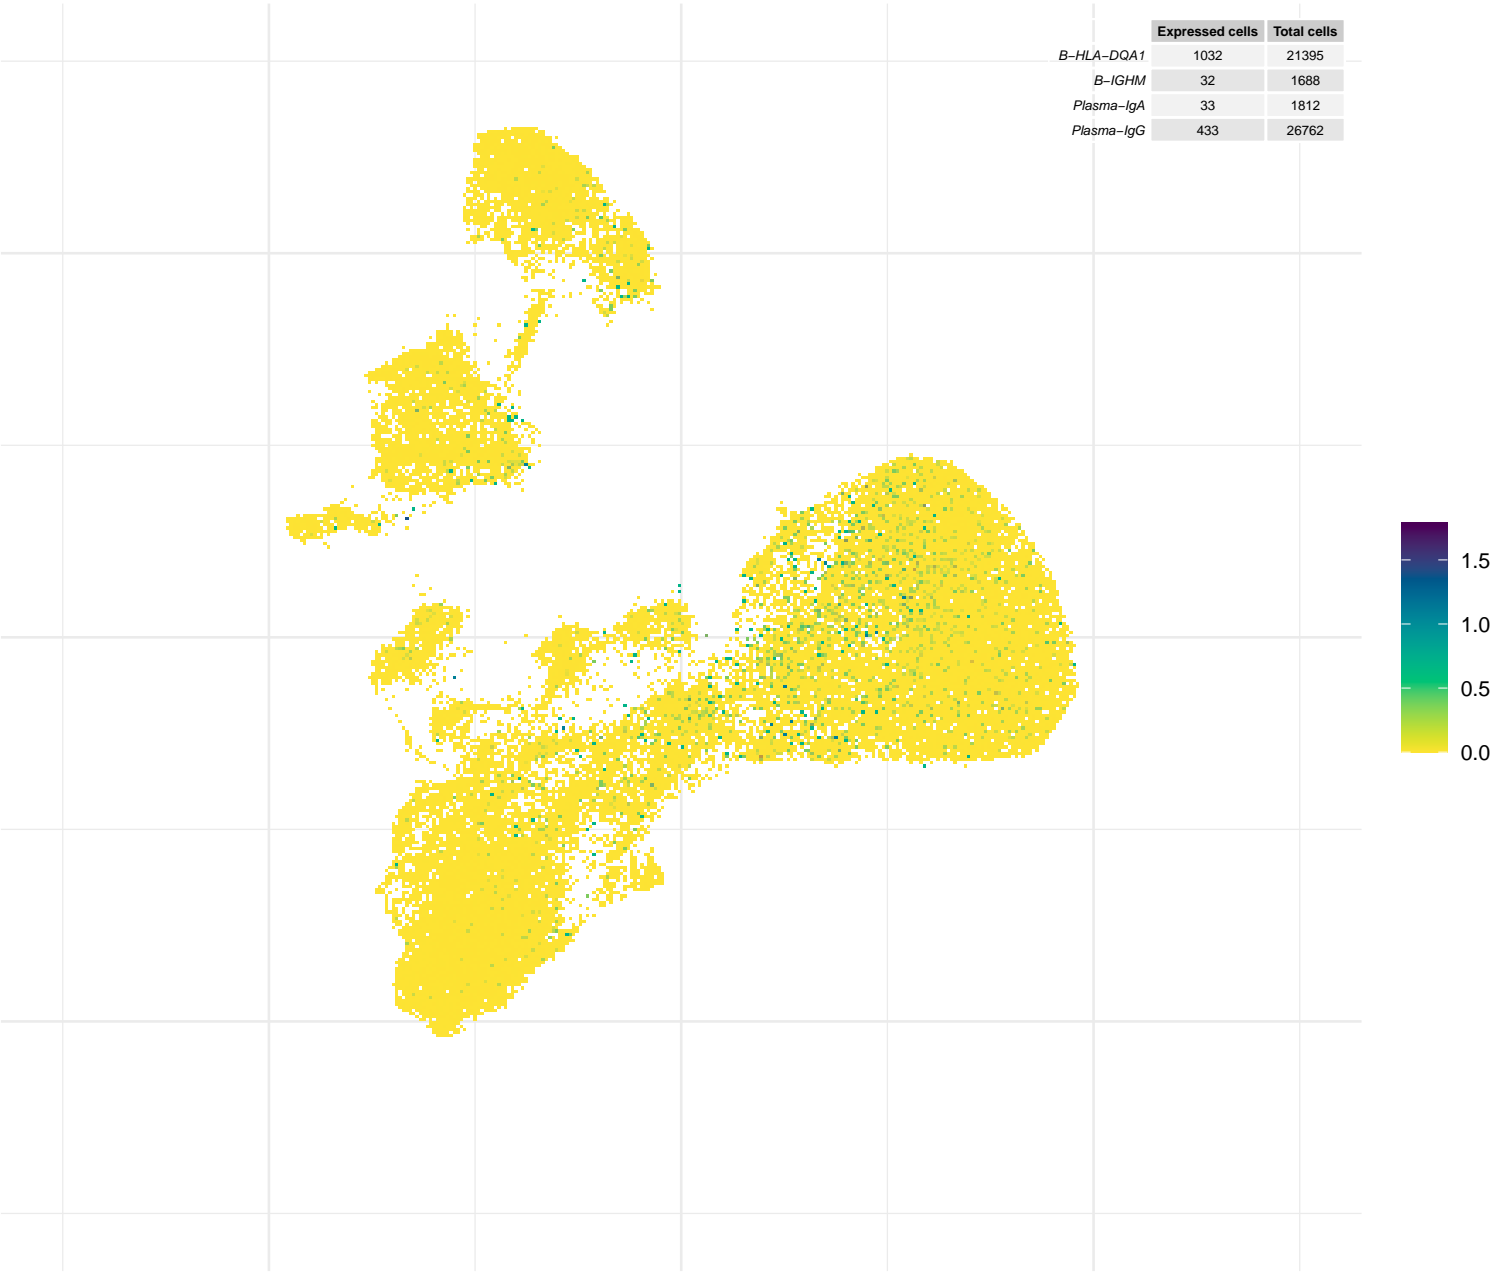 Expressed cells Total cells
B-HLA-DQA1 1032 21395
B-IGHM 32 1688
Plasma-IgA 33 1812
Plasma-IgG 433 26762
1.5
1.0
0.5
0.0